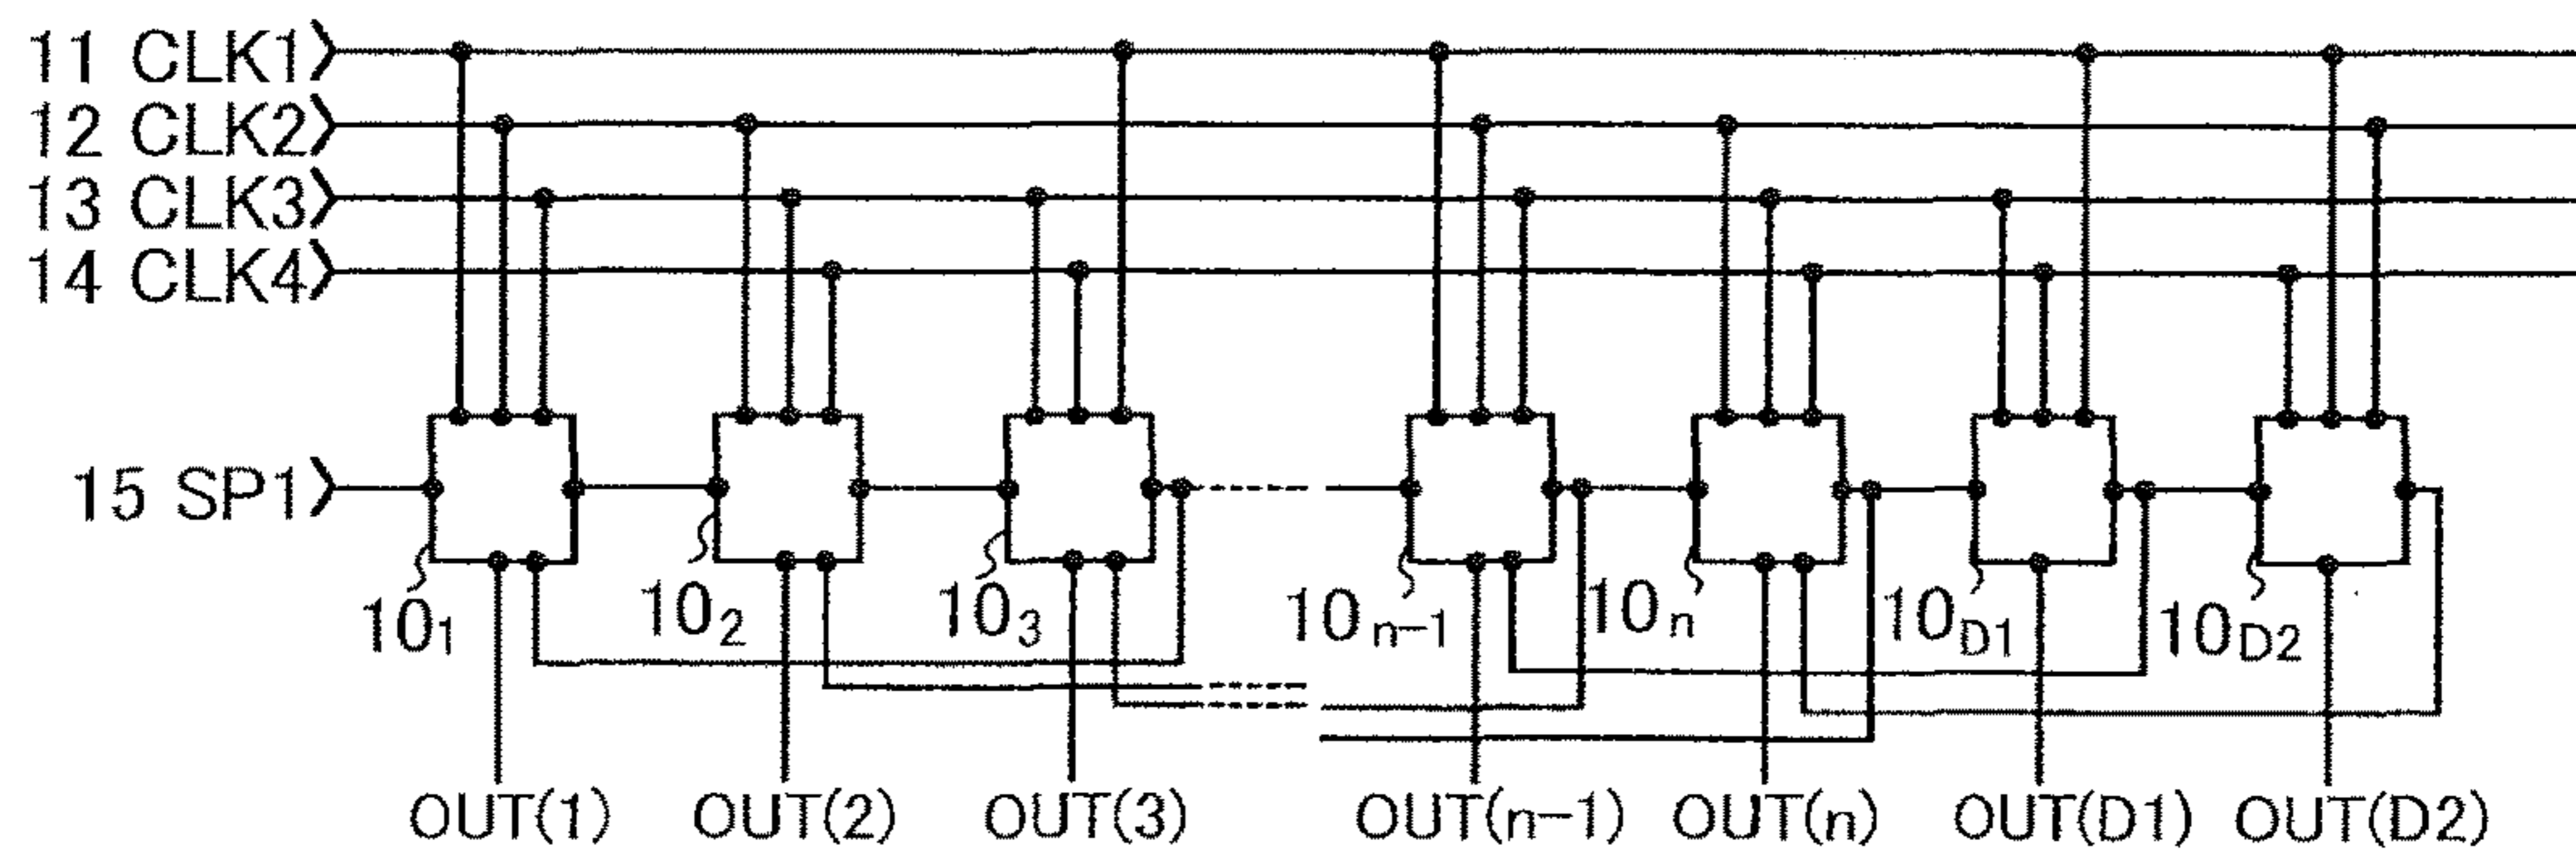 11 CLK1
12 CLK2
13 CLK3
14 CLK4
15 SP1
10₁
10₂
10₃
10ₙ₋₁
10ₙ
10D1
10D2
OUT(1)
OUT(2)
OUT(3)
OUT(n-1)
OUT(n)
OUT(D1)
OUT(D2)